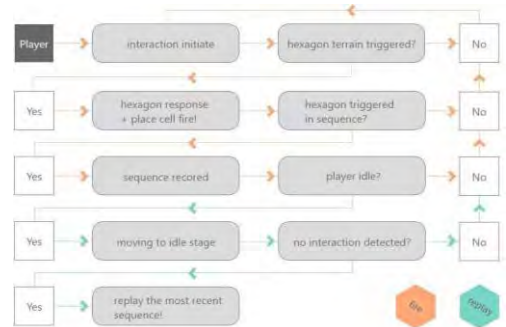 Player
interaction initiate
hexagon terrain triggered?
No
Yes
hexagon response
+ place cell fire!
hexagon triggered
in sequence?
No
Yes
sequence recored
player idle?
No
Yes
moving to idle stage
no interaction detected?
No
Yes
replay the most recent
sequence!
fire
replay